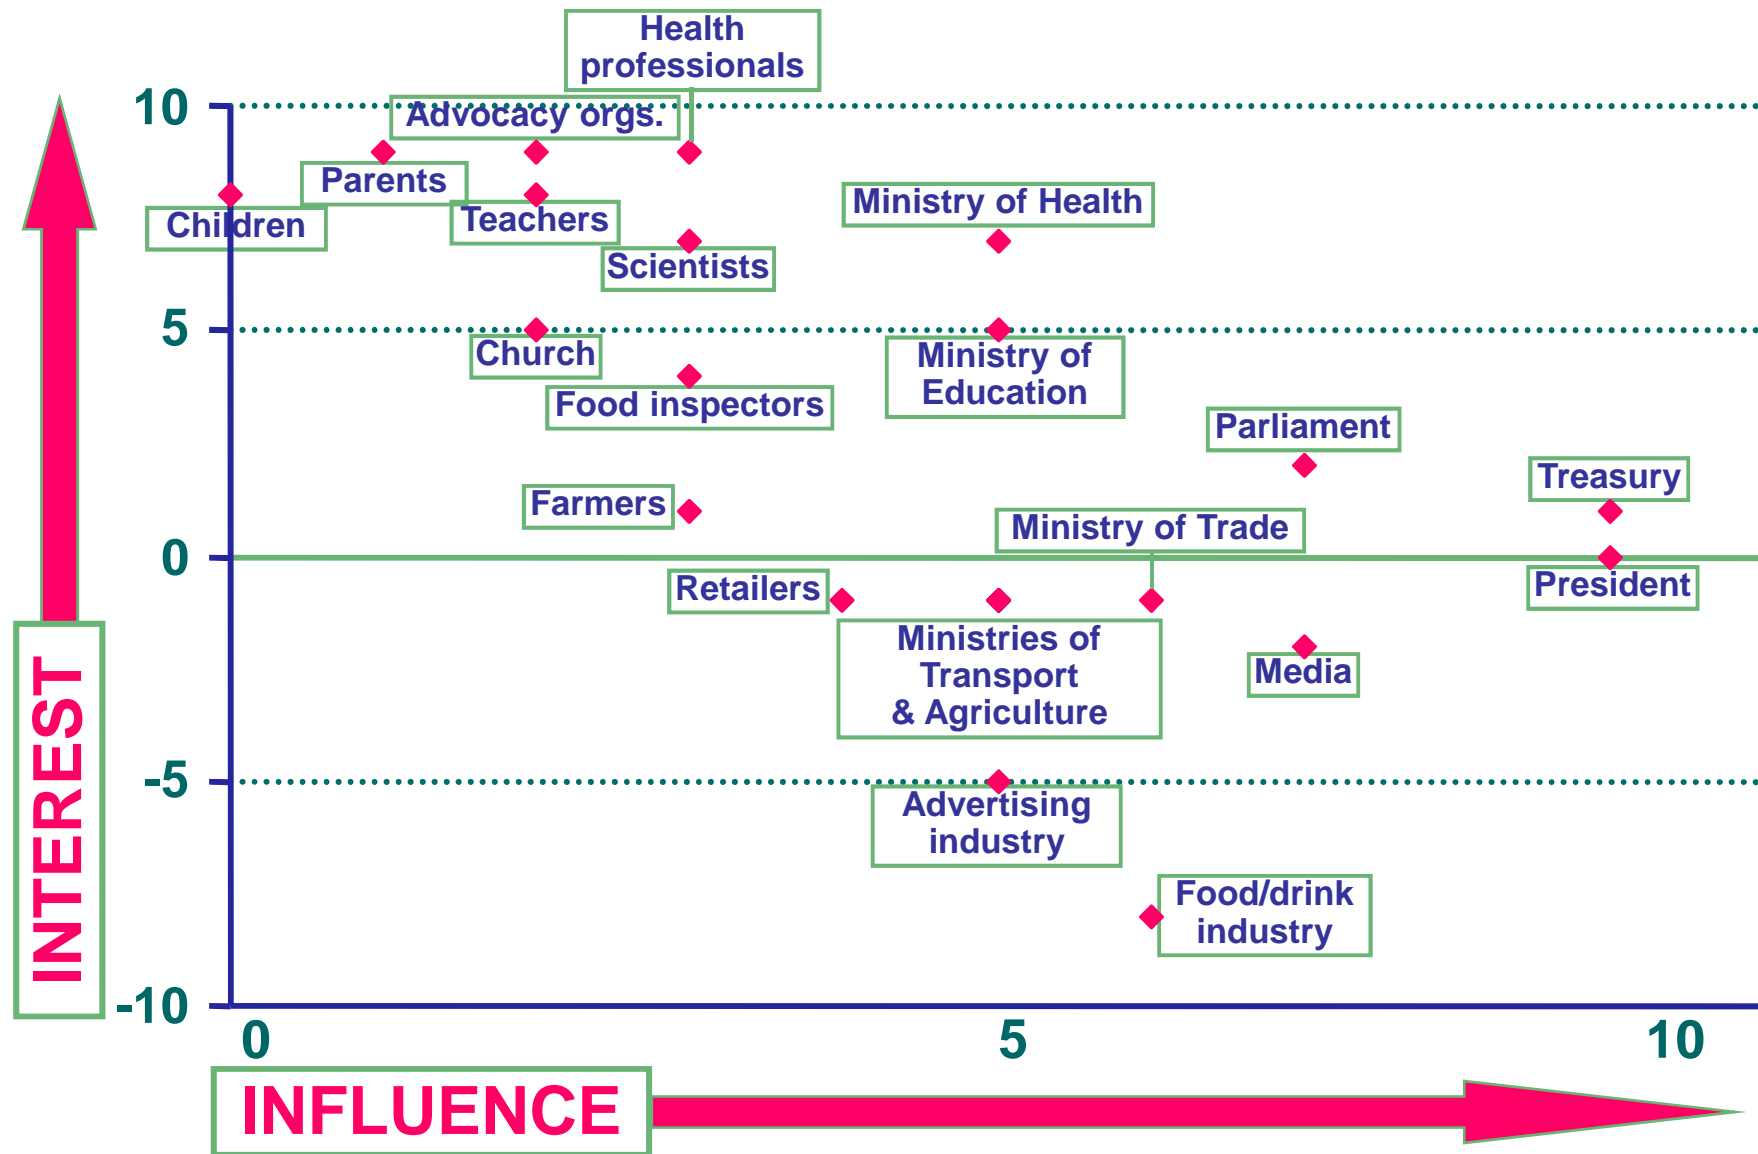 Health
professionals
10
Advocacy orgs.
Parents
Children
Teachers
Ministry of Health
Scientists
5
Church
Ministry of
Education
Food inspectors
Parliament
Treasury
Farmers
Ministry of Trade
0
President
Retailers
Ministries of
Transport
& Agriculture
Media
INTEREST
-5
Advertising
industry
Food/drink
industry
-10
0
5
10
INFLUENCE